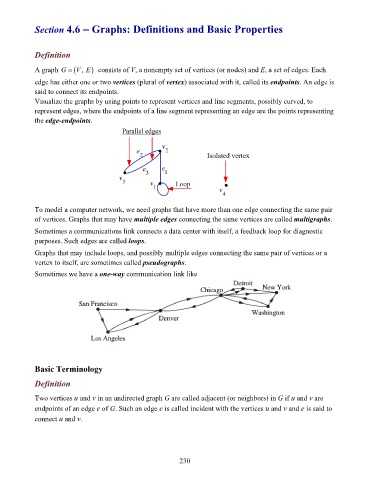 Section 4.6 – Graphs: Definitions and Basic Properties
Definition
A graph G = (V, E) consists of V, a nonempty set of vertices (or nodes) and E, a set of edges. Each
edge has either one or two vertices (plural of vertex) associated with it, called its endpoints. An edge is
said to connect its endpoints.
Visualize the graphs by using points to represent vertices and line segments, possibly curved, to
represent edges, where the endpoints of a line segment representing an edge are the points representing
the edge-endpoints.
Parallel edges
e2
v2
Isolated vertex
e3
e1
v3
v1
Loop
v4
To model a computer network, we need graphs that have more than one edge connecting the same pair
of vertices. Graphs that may have multiple edges connecting the same vertices are called multigraphs.
Sometimes a communications link connects a data center with itself, a feedback loop for diagnostic
purposes. Such edges are called loops.
Graphs that may include loops, and possibly multiple edges connecting the same pair of vertices or a
vertex to itself, are sometimes called pseudographs.
Sometimes we have a one-way communication link like
Detroit
Chicago
New York
San Francisco
Washington
Denver
Los Angeles
Basic Terminology
Definition
Two vertices u and v in an undirected graph G are called adjacent (or neighbors) in G if u and v are
endpoints of an edge e of G. Such an edge e is called incident with the vertices u and v and e is said to
connect u and v.
230